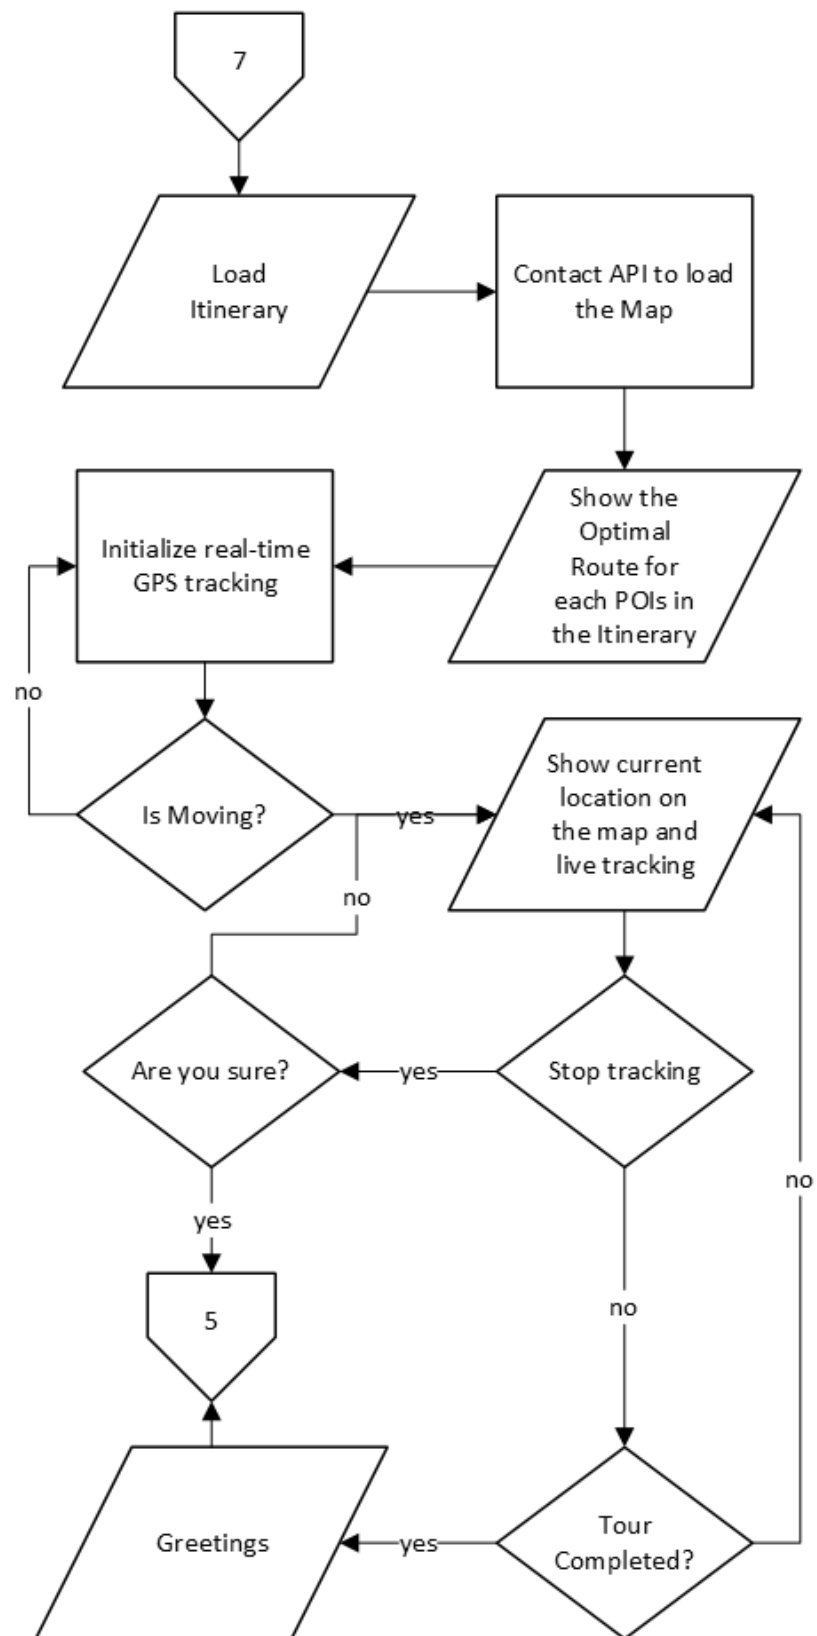 7
Load
Itinerary
Contact API to load
the Map
Show the
Optimal
Route for
each POIs in
the Itinerary
Initialize real-time
GPS tracking
no
Is Moving?
yes
Show current
location on
the map and
live tracking
no
Are you sure?
yes
Stop tracking
no
yes
5
no
Greetings
yes
Tour
Completed?